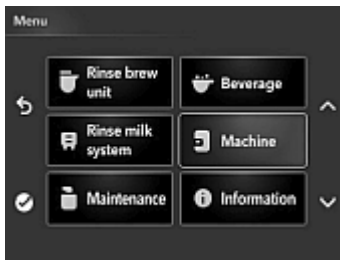 Menu
Rinse brew
unit
Beverage
Rinse milk
system
Machine
Maintenance
Information